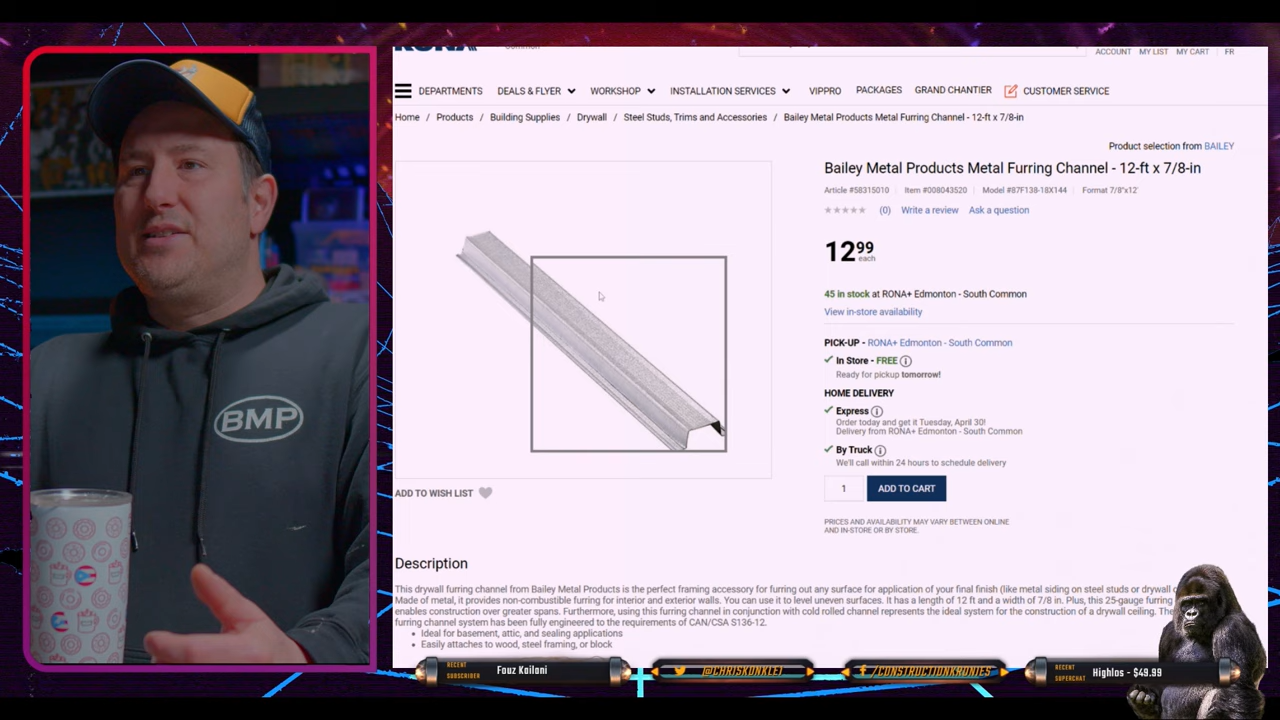 RONA
Common
ACCOUNT MY LIST MY CART FR
DEPARTMENTS DEALS & FLYER WORKSHOP INSTALLATION SERVICES VIPPRO PACKAGES GRAND CHANTIER CUSTOMER SERVICE
Home / Products / Building Supplies / Drywall / Steel Studs, Trims and Accessories / Bailey Metal Products Metal Furring Channel - 12-ft x 7/8-in
Product selection from BAILEY
Bailey Metal Products Metal Furring Channel - 12-ft x 7/8-in
Article #58315010 Item #008043520 Model #87F138-18X144 Format 7/8"x12'
(0) Write a review Ask a question
12 99
each
45 in stock at RONA+ Edmonton - South Common
View in-store availability
PICK-UP - RONA+ Edmonton - South Common
In Store - FREE
Ready for pickup tomorrow!
HOME DELIVERY
Express
Order today and get it Tuesday, April 30!
Delivery from RONA+ Edmonton - South Common
By Truck
We'll call within 24 hours to schedule delivery
1 ADD TO CART
ADD TO WISH LIST
PRICES AND AVAILABILITY MAY VARY BETWEEN ONLINE
AND IN-STORE OR BY STORE.
Description
This drywall furring channel from Bailey Metal Products is the perfect framing accessory for furring out any surface for application of your final finish (like metal siding on steel studs or drywall
Made of metal, it provides non-combustible furring for interior and exterior walls. You can use it to level uneven surfaces. It has a length of 12 ft and a width of 7/8 in. Plus, this 25-gauge furring
enables construction over greater spans. Furthermore, using this furring channel in conjunction with cold rolled channel represents the ideal system for the construction of a drywall ceiling. The
furring channel system has been fully engineered to the requirements of CAN/CSA S136-12.
• Ideal for basement, attic, and sealing applications
• Easily attaches to wood, steel framing, or block
BMP
RECENT
SUBSCRIBER
Fouz Kailani
@CHRISKONKLE1
/CONSTRUCTIONKRONIES
RECENT
SUPERCHAT
Highlos - $49.99